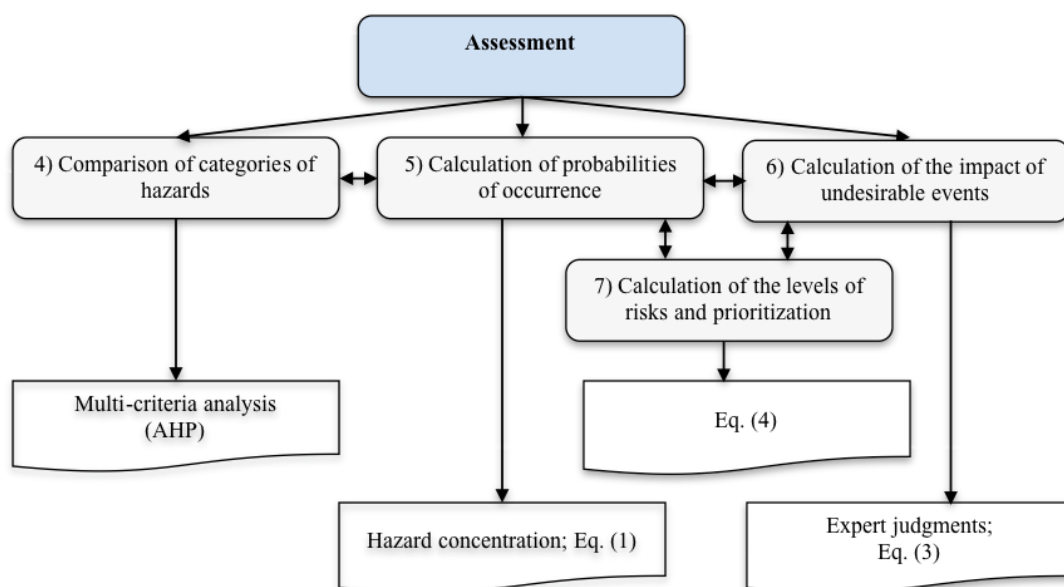 Assessment
4) Comparison of categories of
hazards
5) Calculation of probabilities
of occurrence
6) Calculation of the impact of
undesirable events
7) Calculation of the levels of
risks and prioritization
Multi-criteria analysis
(AHP)
Eq. (4)
Hazard concentration; Eq. (1)
Expert judgments;
Eq. (3)